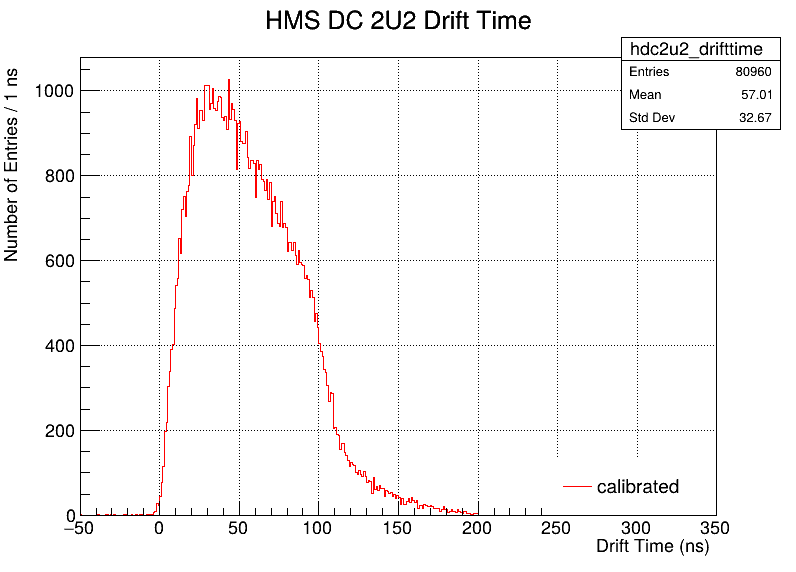 HMS DC 2U2 Drift Time
hdc2u2_drifttime
Entries 80960
Mean 57.01
Std Dev 32.67
Number of Entries / 1 ns
1000
800
600
400
200
0
−50 0 50 100 150 200 250 300 350
calibrated
Drift Time (ns)